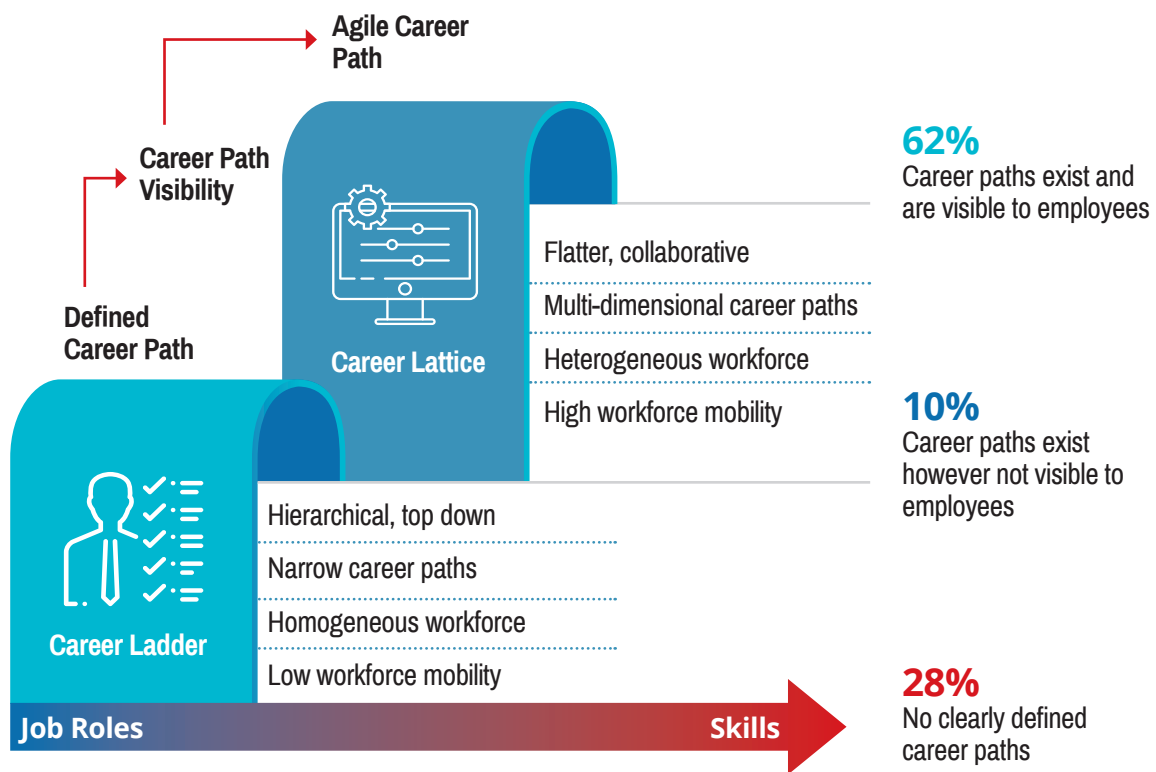 Agile Career
Path
Career Path
Visibility
Defined
Career Path
Career Lattice
Flatter, collaborative
Multi-dimensional career paths
Heterogeneous workforce
High workforce mobility
Career Ladder
Hierarchical, top down
Narrow career paths
Homogeneous workforce
Low workforce mobility
Job Roles
Skills
62%
Career paths exist and
are visible to employees
10%
Career paths exist
however not visible to
employees
28%
No clearly defined
career paths